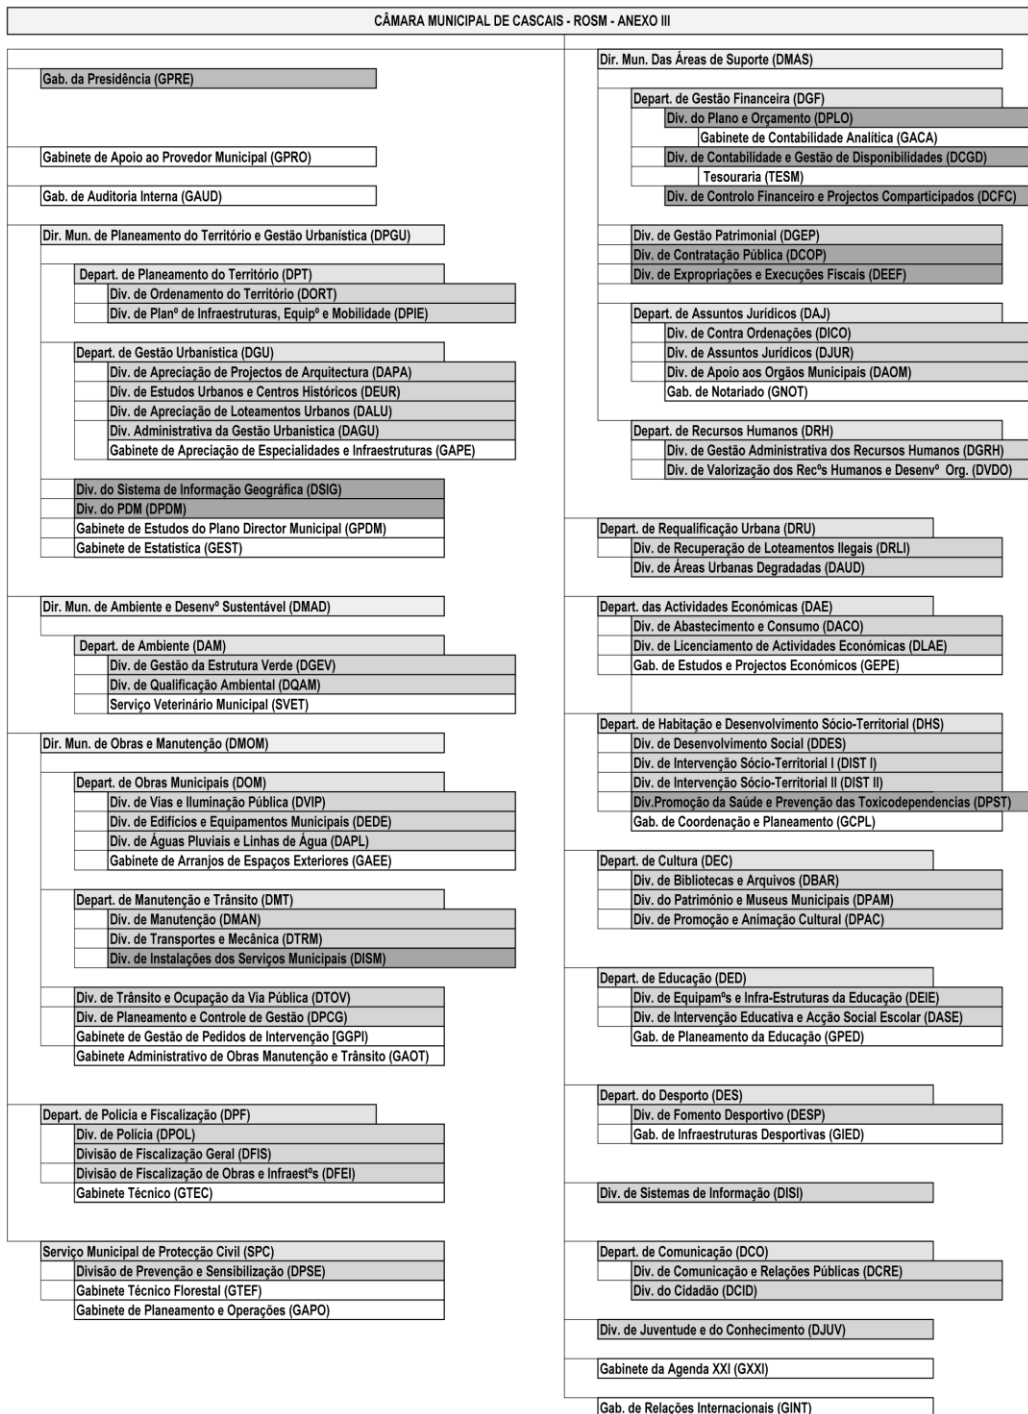 CÂMARA MUNICIPAL DE CASCAIS - ROSM - ANEXO III
Gab. da Presidência (GPRE)
Gabinete de Apoio ao Provedor Municipal (GPRO)
Gab. de Auditoria Interna (GAUD)
Dir. Mun. de Planeamento do Território e Gestão Urbanística (DPGU)
Depart. de Planeamento do Território (DPT)
Div. de Ordenamento do Território (DORT)
Div. de Planº de Infraestruturas, Equipº e Mobilidade (DPIE)
Depart. de Gestão Urbanística (DGU)
Div. de Apreciação de Projectos de Arquitectura (DAPA)
Div. de Estudos Urbanos e Centros Históricos (DEUR)
Div. de Apreciação de Loteamentos Urbanos (DALU)
Div. Administrativa da Gestão Urbanistica (DAGU)
Gabinete de Apreciação de Especialidades e Infraestruturas (GAPE)
Div. do Sistema de Informação Geográfica (DSIG)
Div. do PDM (DPDM)
Gabinete de Estudos do Plano Director Municipal (GPDM)
Gabinete de Estatistíca (GEST)
Dir. Mun. de Ambiente e Desenvº Sustentável (DMAD)
Depart. de Ambiente (DAM)
Div. de Gestão da Estrutura Verde (DGEV)
Div. de Qualificação Ambiental (DQAM)
Serviço Veterinário Municipal (SVET)
Dir. Mun. de Obras e Manutenção (DMOM)
Depart. de Obras Municipais (DOM)
Div. de Vias e Iluminação Pública (DVIP)
Div. de Edifícios e Equipamentos Municipais (DEDE)
Div. de Águas Pluviais e Linhas de Água (DAPL)
Gabinete de Arranjos de Espaços Exteriores (GAEE)
Depart. de Manutenção e Trânsito (DMT)
Div. de Manutenção (DMAN)
Div. de Transportes e Mecânica (DTRM)
Div. de Instalações dos Serviços Municipais (DISM)
Div. de Trânsito e Ocupação da Via Pública (DTOV)
Div. de Planeamento e Controle de Gestão (DPCG)
Gabinete de Gestão de Pedidos de Intervenção [GGPI)
Gabinete Administrativo de Obras Manutenção e Trânsito (GAOT)
Depart. de Policia e Fiscalização (DPF)
Div. de Polícia (DPOL)
Divisão de Fiscalização Geral (DFIS)
Divisão de Fiscalização de Obras e Infraestºs (DFEI)
Gabinete Técnico (GTEC)
Serviço Municipal de Protecção Civil (SPC)
Divisão de Prevenção e Sensibilização (DPSE)
Gabinete Técnico Florestal (GTEF)
Gabinete de Planeamento e Operações (GAPO)
Dir. Mun. Das Áreas de Suporte (DMAS)
Depart. de Gestão Financeira (DGF)
Div. do Plano e Orçamento (DPLO)
Gabinete de Contabilidade Analítica (GACA)
Div. de Contabilidade e Gestão de Disponibilidades (DCGD)
Tesouraria (TESM)
Div. de Controlo Financeiro e Projectos Comparticipados (DCFC)
Div. de Gestão Patrimonial (DGEP)
Div. de Contratação Pública (DCOP)
Div. de Expropriações e Execuções Fiscais (DEEF)
Depart. de Assuntos Jurídicos (DAJ)
Div. de Contra Ordenações (DICO)
Div. de Assuntos Jurídicos (DJUR)
Div. de Apoio aos Orgãos Municipais (DAOM)
Gab. de Notariado (GNOT)
Depart. de Recursos Humanos (DRH)
Div. de Gestão Administrativa dos Recursos Humanos (DGRH)
Div. de Valorização dos Recºs Humanos e Desenvº Org. (DVDO)
Depart. de Requalificação Urbana (DRU)
Div. de Recuperação de Loteamentos Ilegais (DRLI)
Div. de Áreas Urbanas Degradadas (DAUD)
Depart. das Actividades Económicas (DAE)
Div. de Abastecimento e Consumo (DACO)
Div. de Licenciamento de Actividades Económicas (DLAE)
Gab. de Estudos e Projectos Económicos (GEPE)
Depart. de Habitação e Desenvolvimento Sócio-Territorial (DHS)
Div. de Desenvolvimento Social (DDES)
Div. de Intervenção Sócio-Territorial I (DIST I)
Div. de Intervenção Sócio-Territorial II (DIST II)
Div.Promoção da Saúde e Prevenção das Toxicodependencias (DPST)
Gab. de Coordenação e Planeamento (GCPL)
Depart. de Cultura (DEC)
Div. de Bibliotecas e Arquivos (DBAR)
Div. do Património e Museus Municipais (DPAM)
Div. de Promoção e Animação Cultural (DPAC)
Depart. de Educação (DED)
Div. de Equipamºs e Infra-Estruturas da Educação (DEIE)
Div. de Intervenção Educativa e Acção Social Escolar (DASE)
Gab. de Planeamento da Educação (GPED)
Depart. do Desporto (DES)
Div. de Fomento Desportivo (DESP)
Gab. de Infraestruturas Desportivas (GIED)
Div. de Sistemas de Informação (DISI)
Depart. de Comunicação (DCO)
Div. de Comunicação e Relações Públicas (DCRE)
Div. do Cidadão (DCID)
Div. de Juventude e do Conhecimento (DJUV)
Gabinete da Agenda XXI (GXXI)
Gab. de Relações Internacionais (GINT)